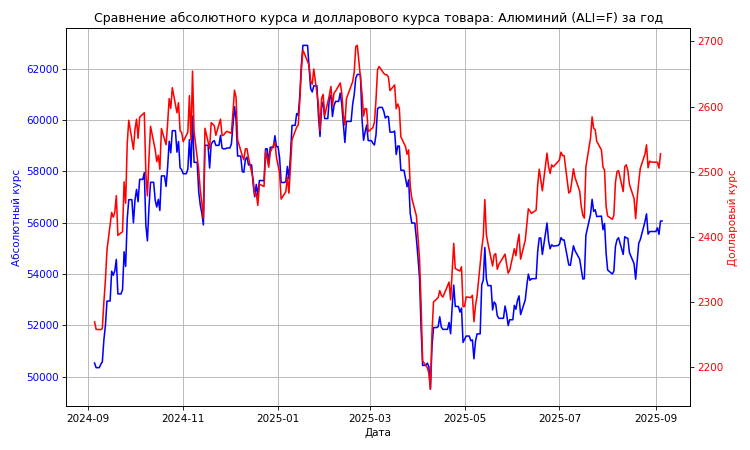 Сравнение абсолютного курса и долларового курса товара: Алюминий (ALI=F) за год
Абсолютный курс
62000
60000
58000
56000
54000
52000
50000
2700
2600
2500
2400
2300
2200
Долларовый курс
2024-09 2024-11 2025-01 2025-03 2025-05 2025-07 2025-09
Дата